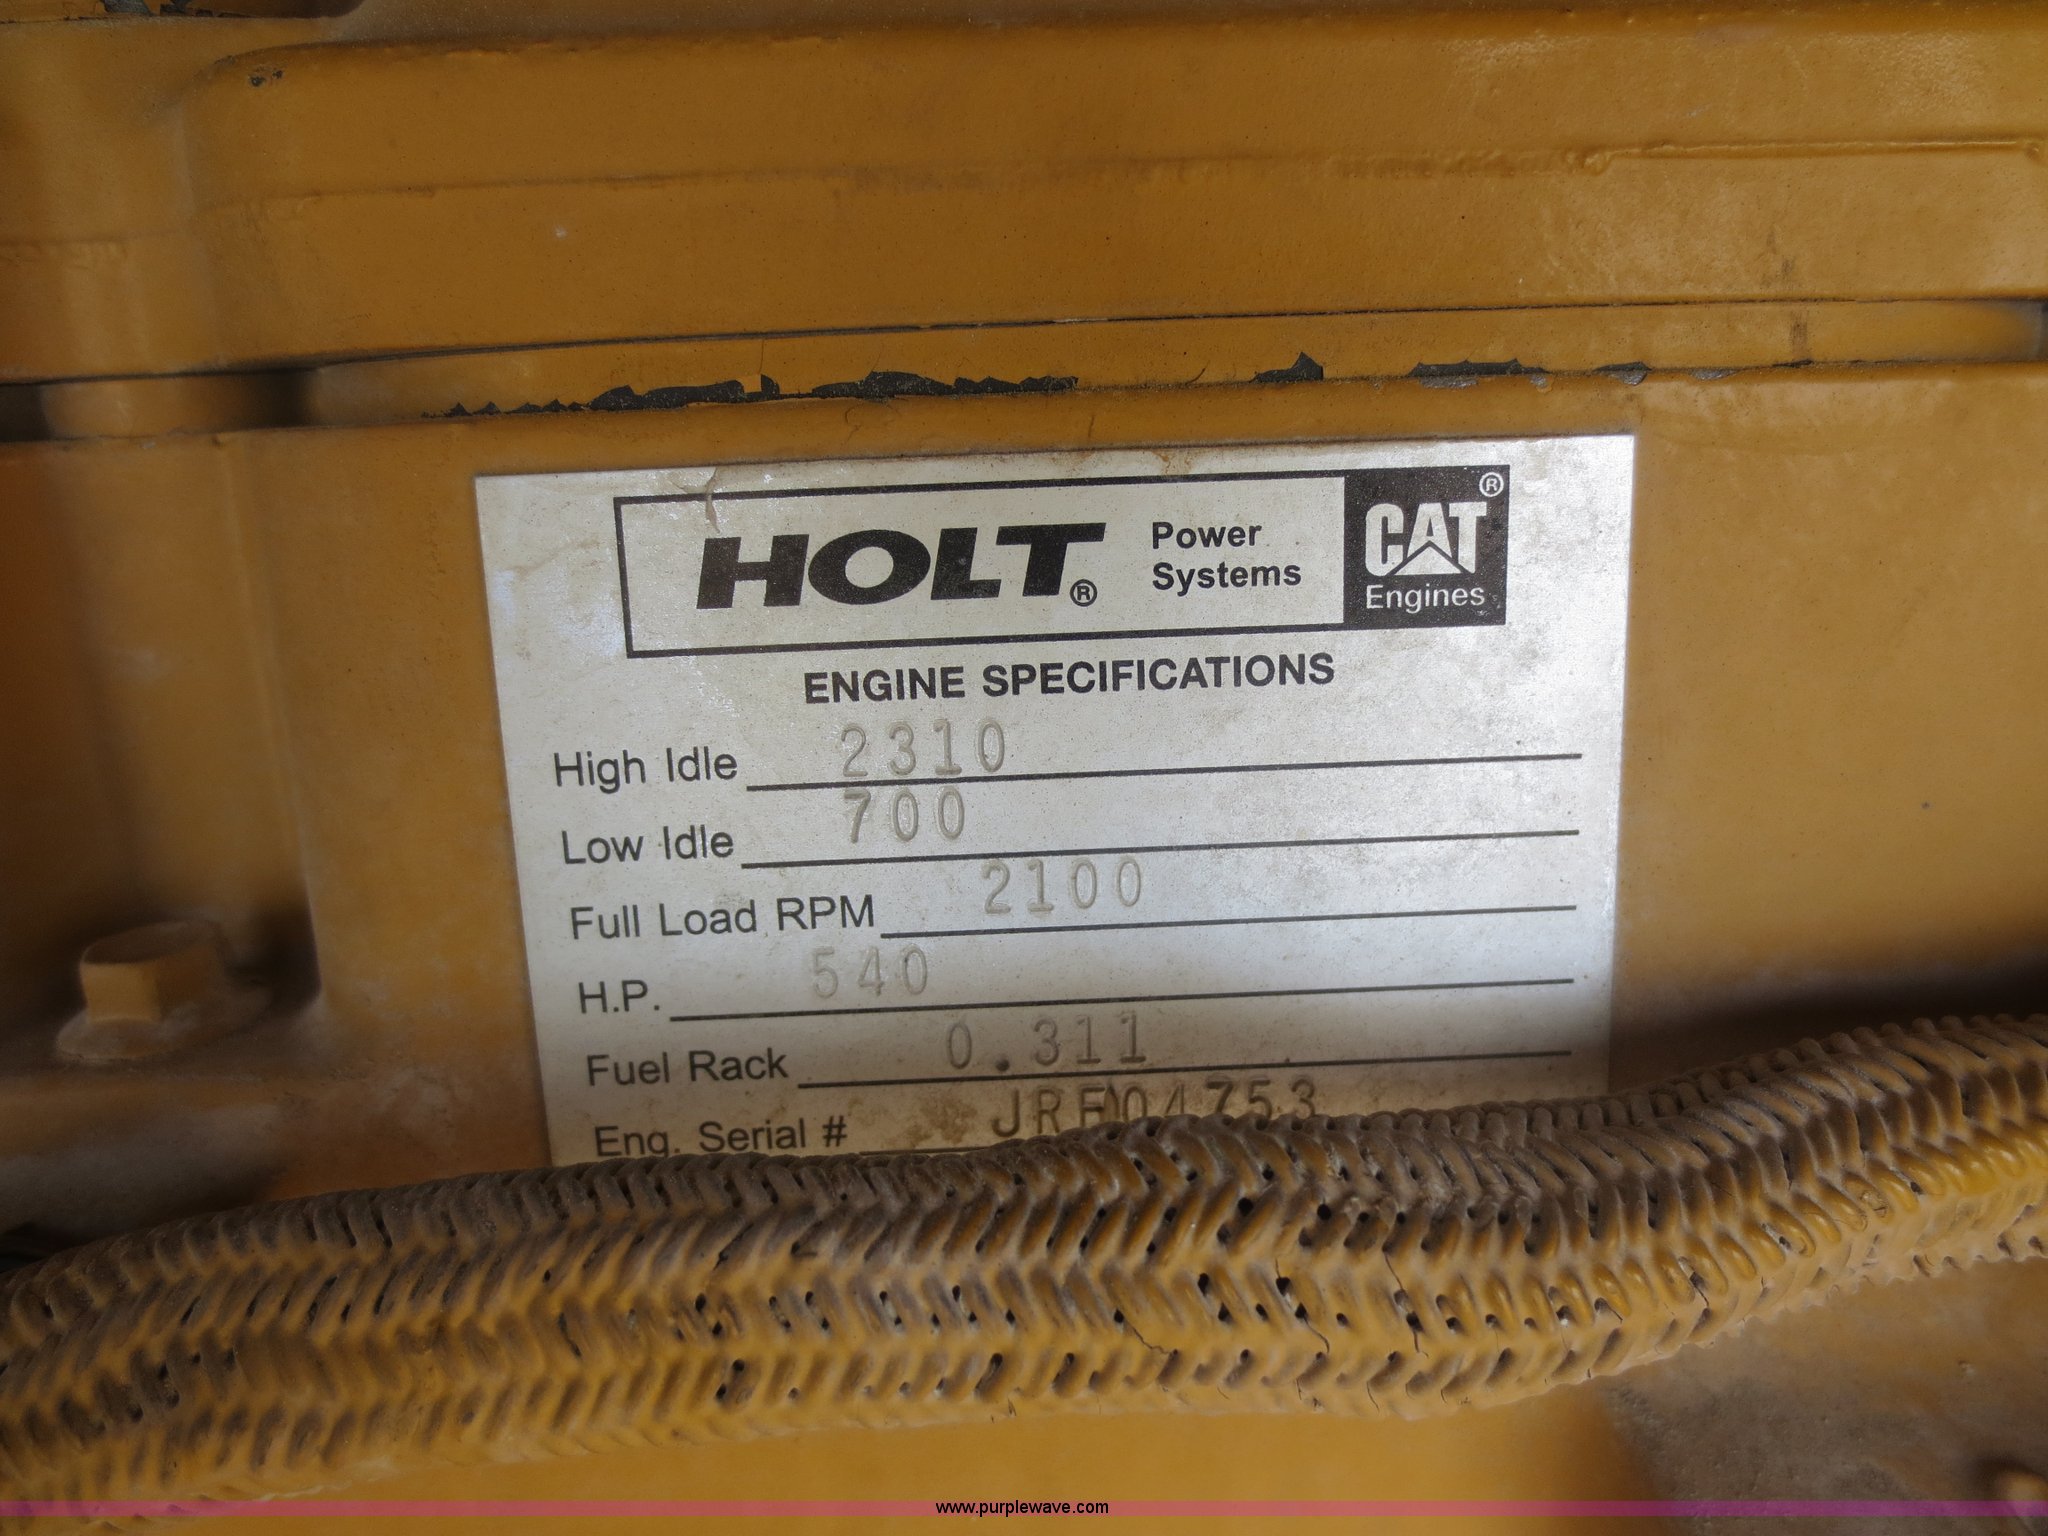 HOLT® Power Systems CAT® Engines
ENGINE SPECIFICATIONS
High Idle 2310
Low Idle 700
Full Load RPM 2100
H.P. 540
Fuel Rack 0.311
Eng. Serial # JRE04753
www.purplewave.com